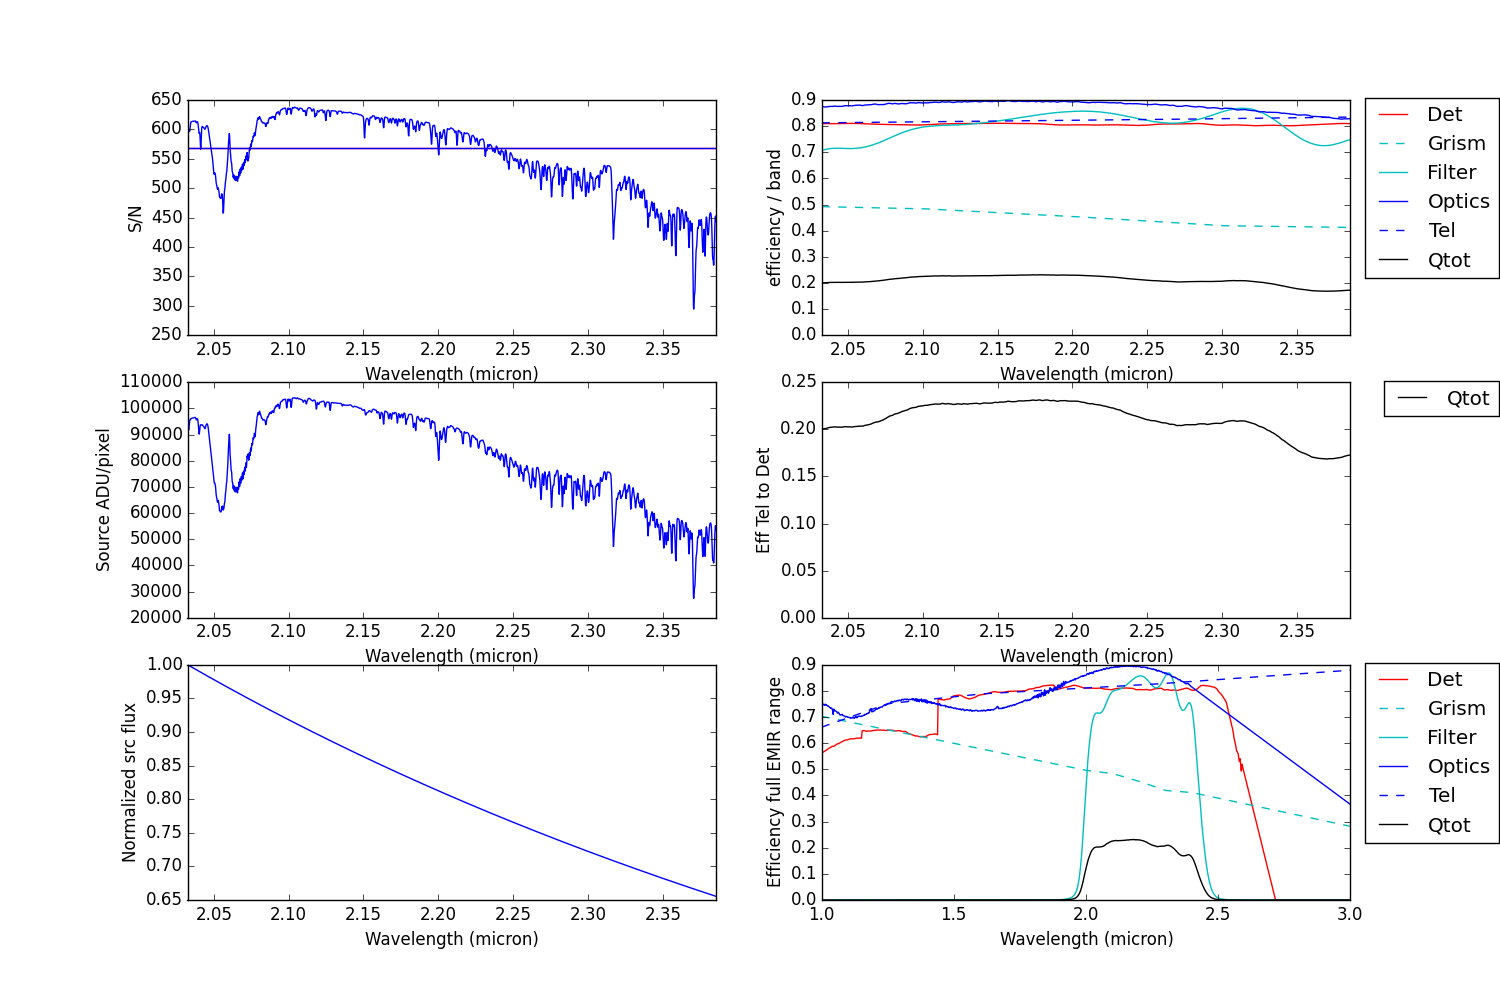 650
600
550
500
450
400
350
300
250
S/N
2.05 2.10 2.15 2.20 2.25 2.30 2.35
Wavelength (micron)
0.9
0.8
0.7
0.6
0.5
0.4
0.3
0.2
0.1
0.0
efficiency / band
2.05 2.10 2.15 2.20 2.25 2.30 2.35
Wavelength (micron)
Det
Grism
Filter
Optics
Tel
Qtot
110000
100000
90000
80000
70000
60000
50000
40000
30000
20000
Source ADU/pixel
2.05 2.10 2.15 2.20 2.25 2.30 2.35
Wavelength (micron)
0.25
0.20
0.15
0.10
0.05
0.00
Eff Tel to Det
2.05 2.10 2.15 2.20 2.25 2.30 2.35
Wavelength (micron)
Qtot
1.00
0.95
0.90
0.85
0.80
0.75
0.70
0.65
Normalized src flux
2.05 2.10 2.15 2.20 2.25 2.30 2.35
Wavelength (micron)
0.9
0.8
0.7
0.6
0.5
0.4
0.3
0.2
0.1
0.0
Efficiency full EMIR range
1.0 1.5 2.0 2.5 3.0
Wavelength (micron)
Det
Grism
Filter
Optics
Tel
Qtot